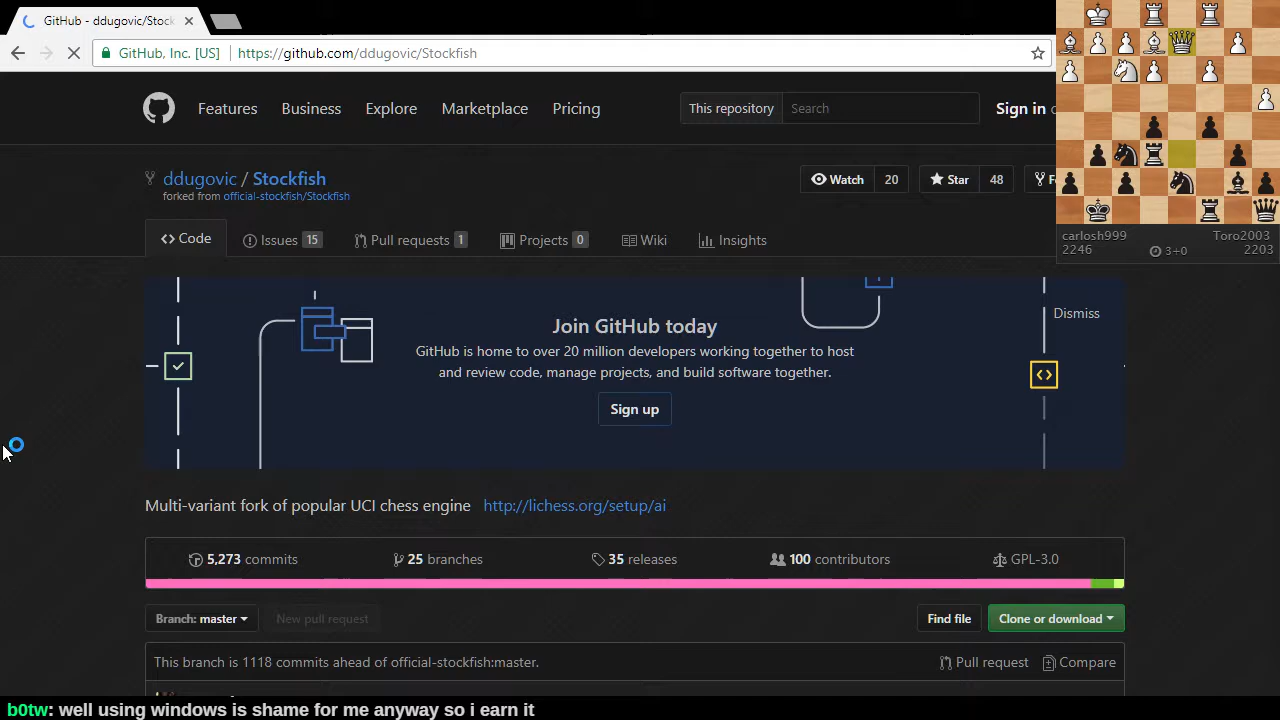 GitHub - ddugovic/Stock
GitHub, Inc. [US] https://github.com/ddugovic/Stockfish
Features Business Explore Marketplace Pricing This repository Search Sign in
ddugovic / Stockfish
forked from official-stockfish/Stockfish
Watch 20 Star 48
Code Issues 15 Pull requests 1 Projects 0 Wiki Insights
carlosh999 Toro2003
2246 3+0 2203
Join GitHub today
Dismiss
GitHub is home to over 20 million developers working together to host
and review code, manage projects, and build software together.
Sign up
Multi-variant fork of popular UCI chess engine http://lichess.org/setup/ai
5,273 commits 25 branches 35 releases 100 contributors GPL-3.0
Branch: master New pull request Find file Clone or download
This branch is 1118 commits ahead of official-stockfish:master. Pull request Compare
b0tw: well using windows is shame for me anyway so i earn it